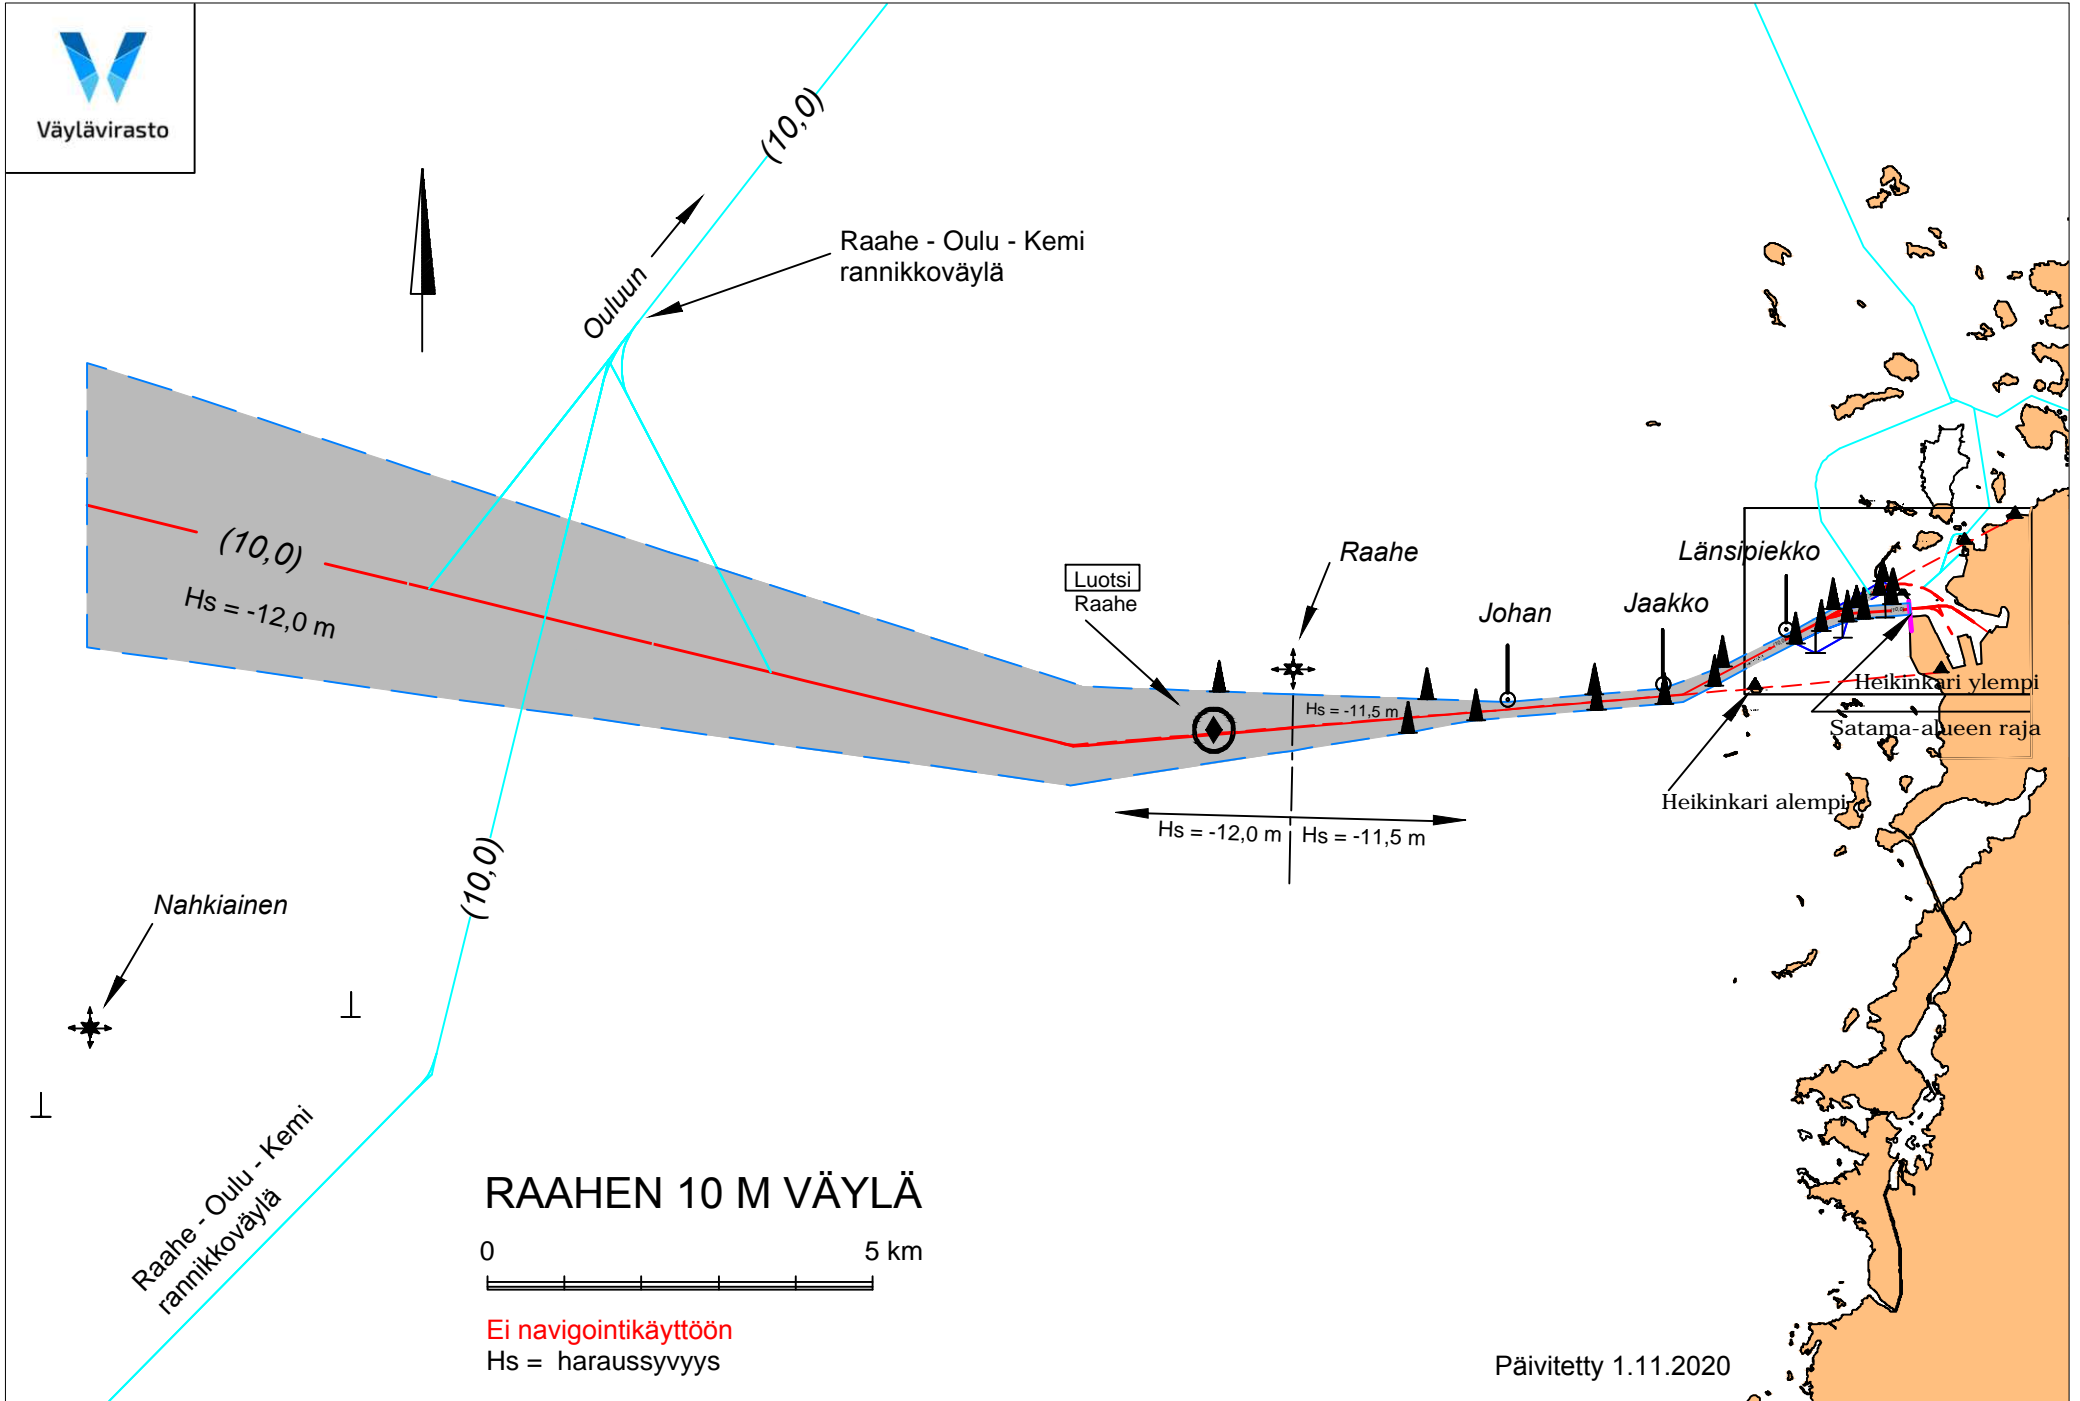 Väylävirasto
(10,0)
Ouluun
Raahe - Oulu - Kemi
rannikkoväylä
(10,0)
Hs = -12,0 m
Luotsi
Raahe
Raahe
Johan
Jaakko
Länsipiekko
Hs = -11,5 m
Heikinkari ylempi
Satama-alueen raja
Heikinkari alempi
Hs = -12,0 m
Hs = -11,5 m
(10,0)
Nahkiainen
Raahe - Oulu - Kemi
rannikkoväylä
RAAHEN 10 M VÄYLÄ
0
5 km
Ei navigointikäyttöön
Hs = haraussyvyys
Päivitetty 1.11.2020